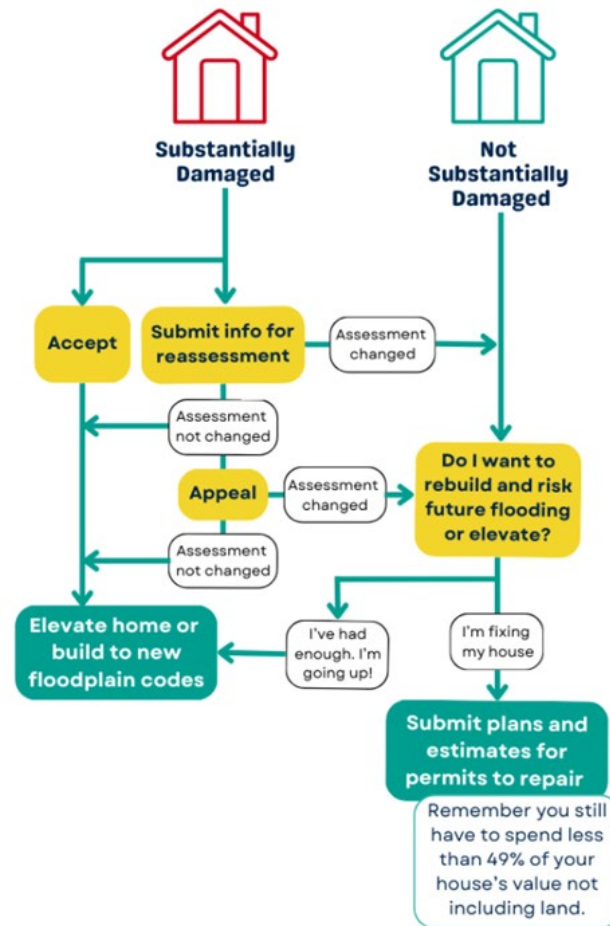 Substantially
Damaged
Not
Substantially
Damaged
Accept
Submit info for
reassessment
Assessment
changed
Assessment
not changed
Appeal
Assessment
changed
Do I want to
rebuild and risk
future flooding
or elevate?
Assessment
not changed
Elevate home or
build to new
floodplain codes
I've had
enough. I'm
going up!
I'm fixing
my house
Submit plans and
estimates for
permits to repair
Remember you still
have to spend less
than 49% of your
house's value not
including land.